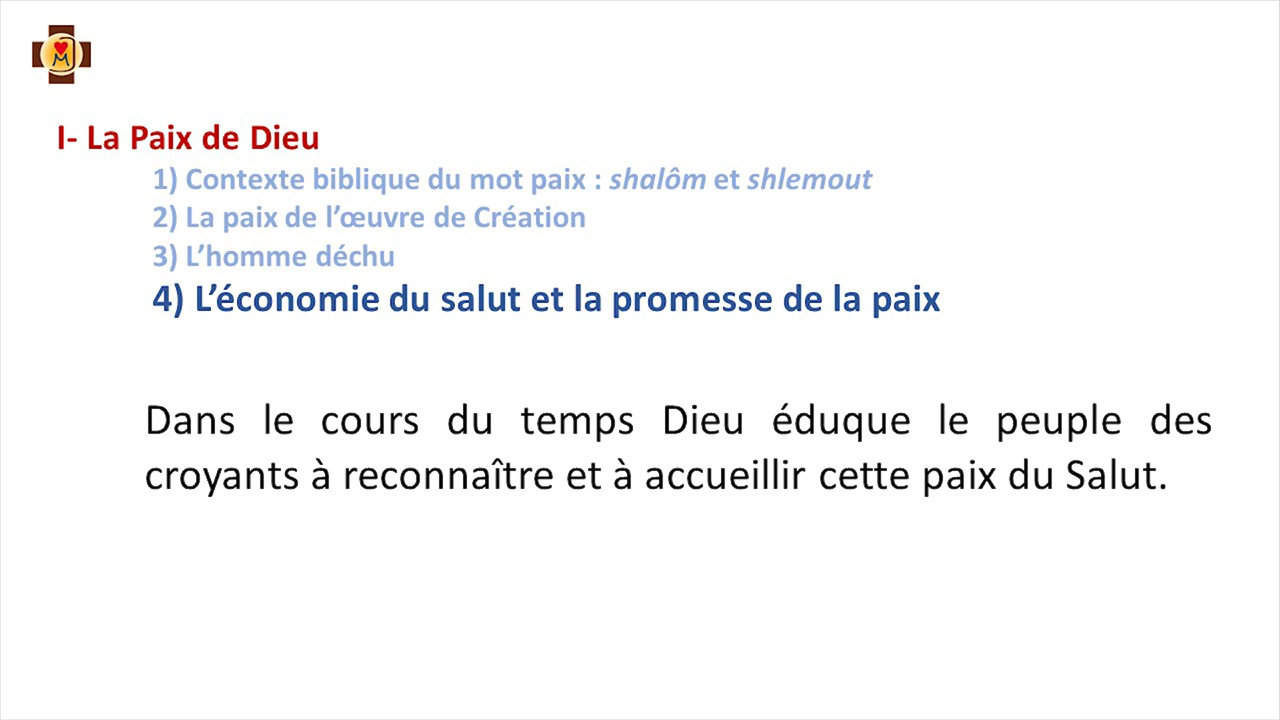 I- La Paix de Dieu
1) Contexte biblique du mot paix : shalôm et shlemout
2) La paix de l’œuvre de Création
3) L’homme déchu
4) L’économie du salut et la promesse de la paix
Dans le cours du temps Dieu éduque le peuple des
croyants à reconnaître et à accueillir cette paix du Salut.